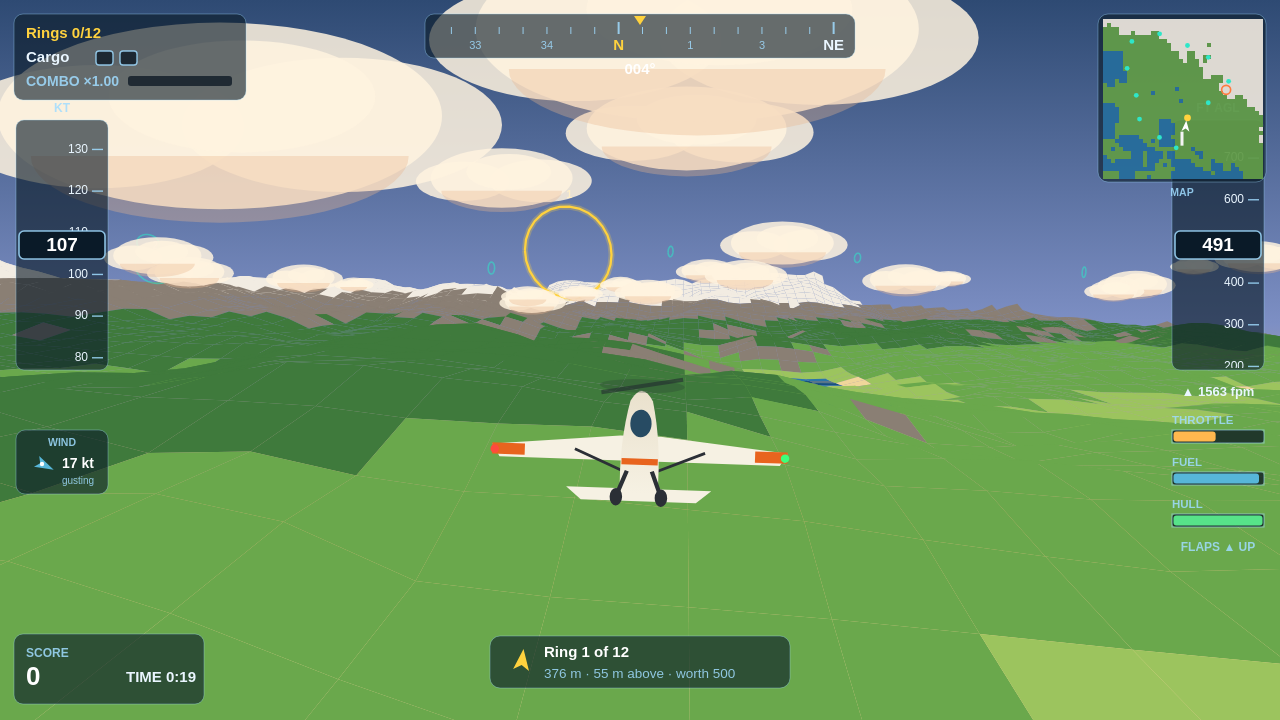 Rings 0/12
Cargo
COMBO ×1.00
KT
130
120
110
107
100
90
80
WIND
17 kt
gusting
33 34 N 1 3 NE
004°
MAP
700
600
491
400
300
200
▲ 1563 fpm
THROTTLE
FUEL
HULL
FLAPS ▲ UP
SCORE
0
TIME 0:19
Ring 1 of 12
376 m · 55 m above · worth 500